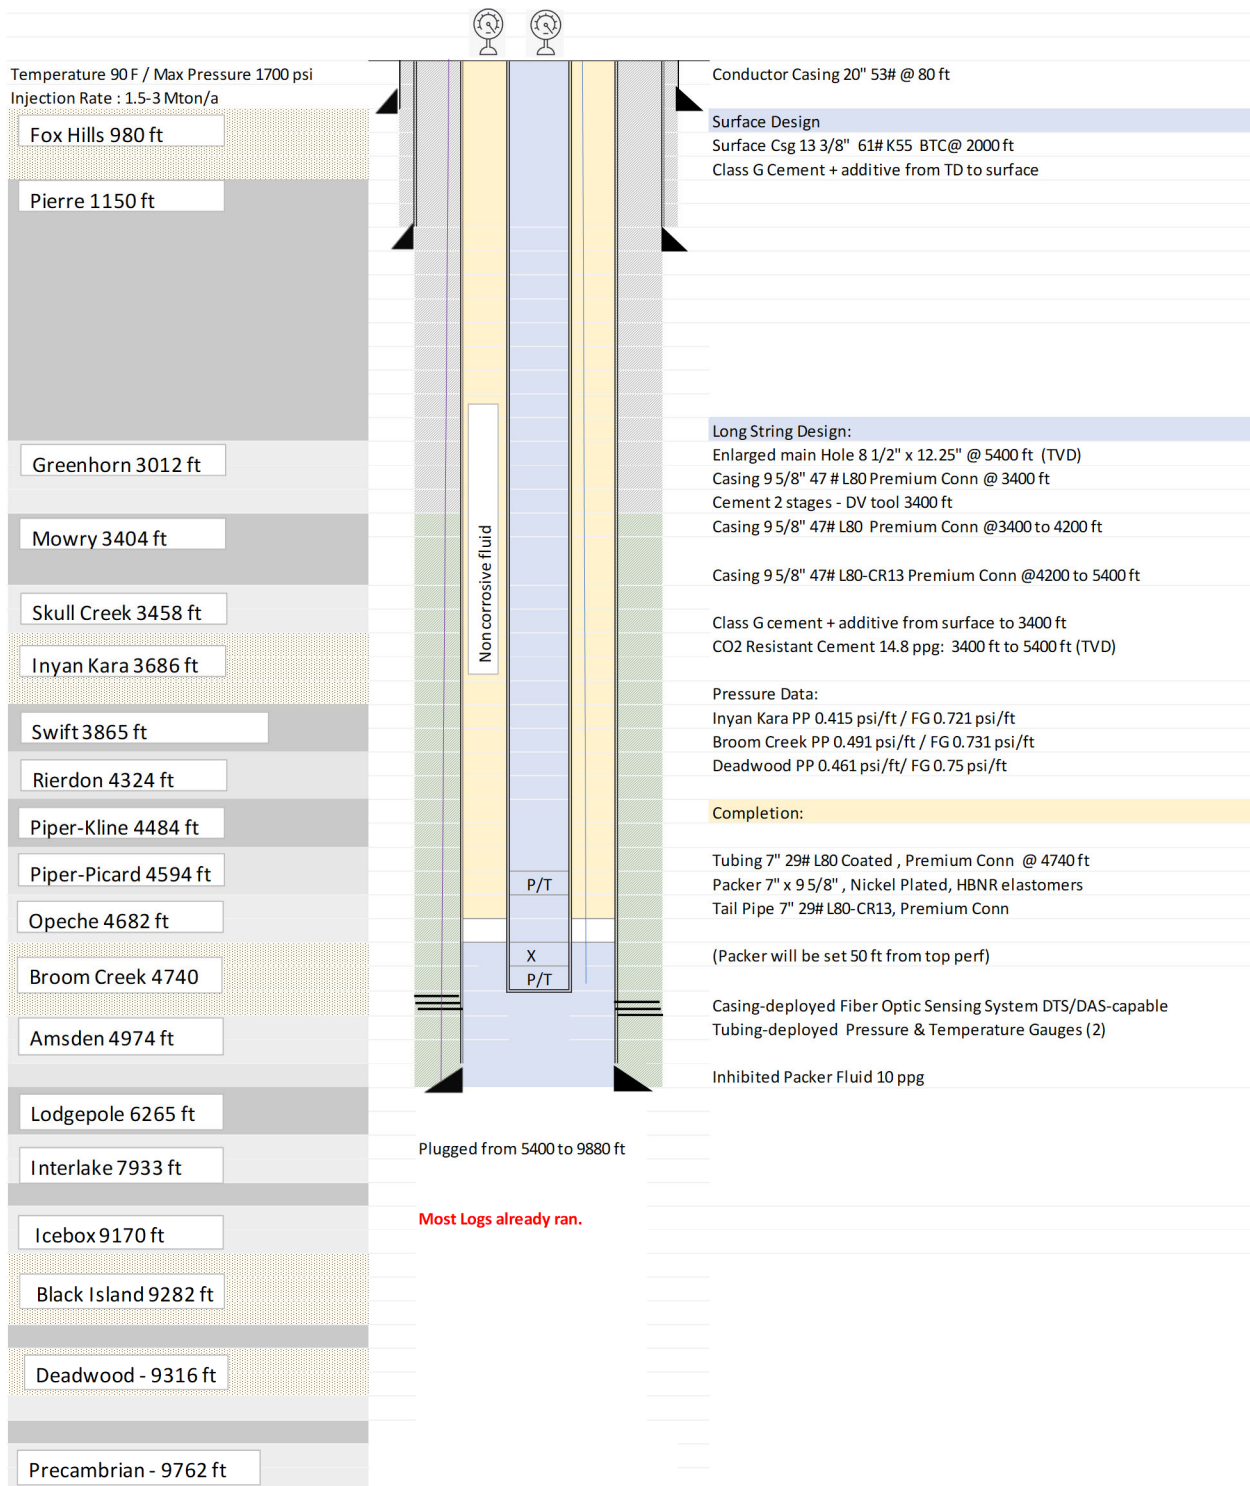 Temperature 90 F / Max Pressure 1700 psi
Injection Rate : 1.5-3 Mton/a
Fox Hills 980 ft
Pierre 1150 ft
Greenhorn 3012 ft
Mowry 3404 ft
Skull Creek 3458 ft
Inyan Kara 3686 ft
Swift 3865 ft
Rierdon 4324 ft
Piper-Kline 4484 ft
Piper-Picard 4594 ft
Opeche 4682 ft
Broom Creek 4740
Amsden 4974 ft
Lodgepole 6265 ft
Interlake 7933 ft
Icebox 9170 ft
Black Island 9282 ft
Deadwood - 9316 ft
Precambrian - 9762 ft
Non corrosive fluid
P/T
X
P/T
Plugged from 5400 to 9880 ft
Most Logs already ran.
Conductor Casing 20" 53# @ 80 ft
Surface Design
Surface Csg 13 3/8" 61# K55 BTC@ 2000 ft
Class G Cement + additive from TD to surface
Long String Design:
Enlarged main Hole 8 1/2" x 12.25" @ 5400 ft (TVD)
Casing 9 5/8" 47 # L80 Premium Conn @ 3400 ft
Cement 2 stages - DV tool 3400 ft
Casing 9 5/8" 47# L80 Premium Conn @3400 to 4200 ft
Casing 9 5/8" 47# L80-CR13 Premium Conn @4200 to 5400 ft
Class G cement + additive from surface to 3400 ft
CO2 Resistant Cement 14.8 ppg: 3400 ft to 5400 ft (TVD)
Pressure Data:
Inyan Kara PP 0.415 psi/ft / FG 0.721 psi/ft
Broom Creek PP 0.491 psi/ft / FG 0.731 psi/ft
Deadwood PP 0.461 psi/ft/ FG 0.75 psi/ft
Completion:
Tubing 7" 29# L80 Coated , Premium Conn @ 4740 ft
Packer 7" x 9 5/8" , Nickel Plated, HBNR elastomers
Tail Pipe 7" 29# L80-CR13, Premium Conn
(Packer will be set 50 ft from top perf)
Casing-deployed Fiber Optic Sensing System DTS/DAS-capable
Tubing-deployed Pressure & Temperature Gauges (2)
Inhibited Packer Fluid 10 ppg